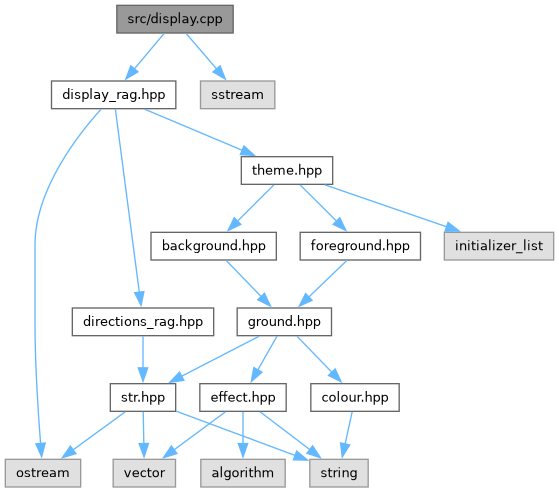 src/display.cpp
display_rag.hpp
sstream
theme.hpp
background.hpp
foreground.hpp
initializer_list
directions_rag.hpp
ground.hpp
str.hpp
effect.hpp
colour.hpp
ostream
vector
algorithm
string